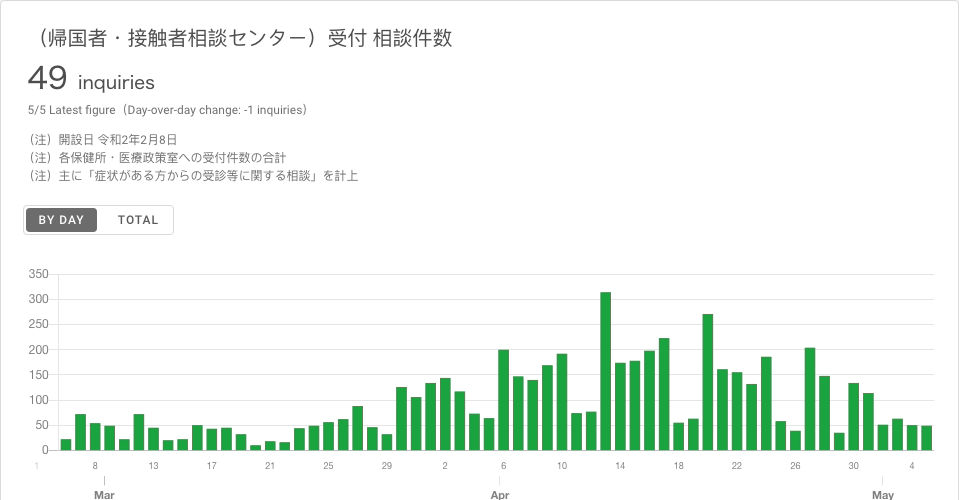 （帰国者・接触者相談センター）受付 相談件数
49 inquiries
5/5 Latest figure（Day-over-day change: -1 inquiries）
（注）開設日 令和2年2月8日
（注）各保健所・医療政策室への受付件数の合計
（注）主に「症状がある方からの受診等に関する相談」を計上
BY DAY TOTAL
350
300
250
200
150
100
50
0
1 8 13 17 21 25 29 2 6 10 14 18 22 26 30 4
Mar Apr May